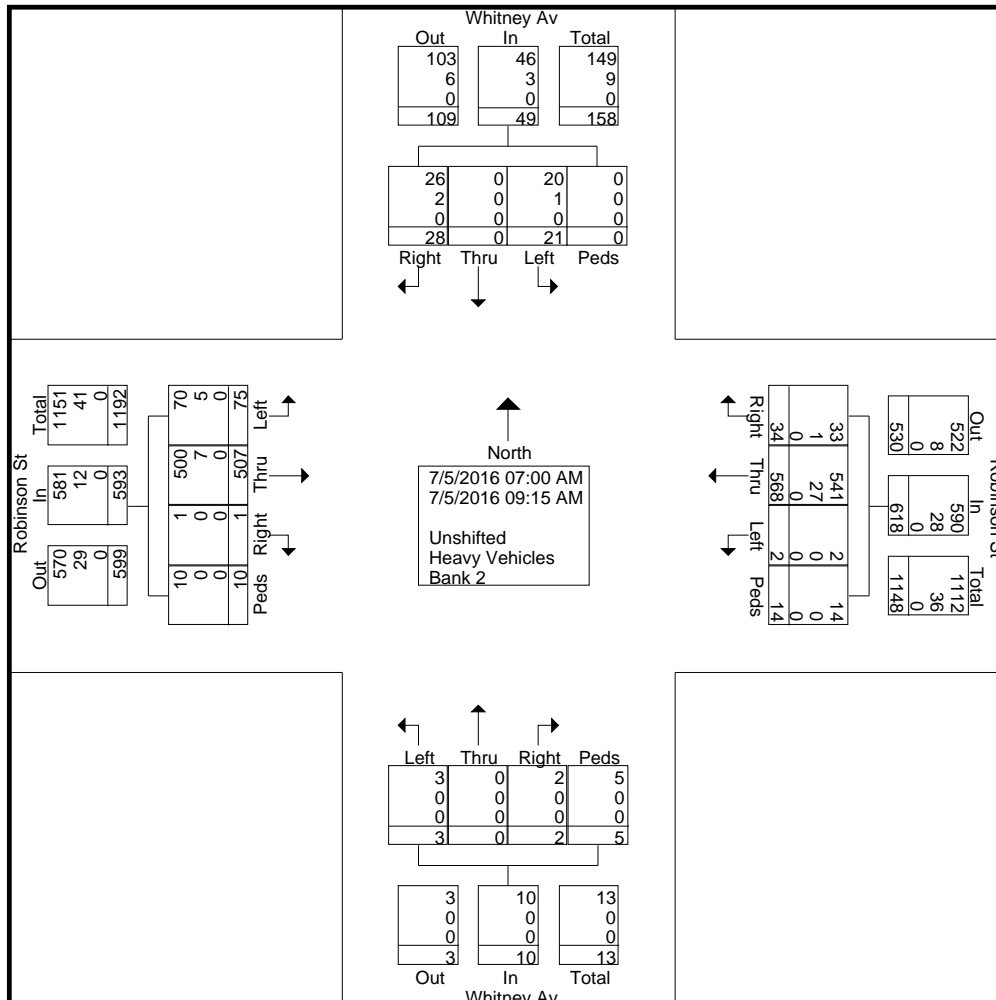 Whitney Av
Out In Total
103 46 149
6 3 9
0 0 0
109 49 158
26 0 20 0
2 0 1 0
0 0 0 0
28 0 21 0
Right Thru Left Peds
Robinson St
Total In Out
1151 581 570
41 12 29
0 0 0
1192 593 599
70 500 1 10
5 7 0 0
0 0 0 0
75 507 1 10
Left Thru Right Peds
North
7/5/2016 07:00 AM
7/5/2016 09:15 AM
Unshifted
Heavy Vehicles
Bank 2
Right Thru Left Peds
33 541 2 14
1 27 0 0
0 0 0 0
34 568 2 14
Out In Total
522 590 1112
8 28 36
0 0 0
530 618 1148
Robinson St
Left Thru Right Peds
3 0 2 5
0 0 0 0
0 0 0 0
3 0 2 5
3 10 13
0 0 0
0 0 0
3 10 13
Out In Total
Whitney Av